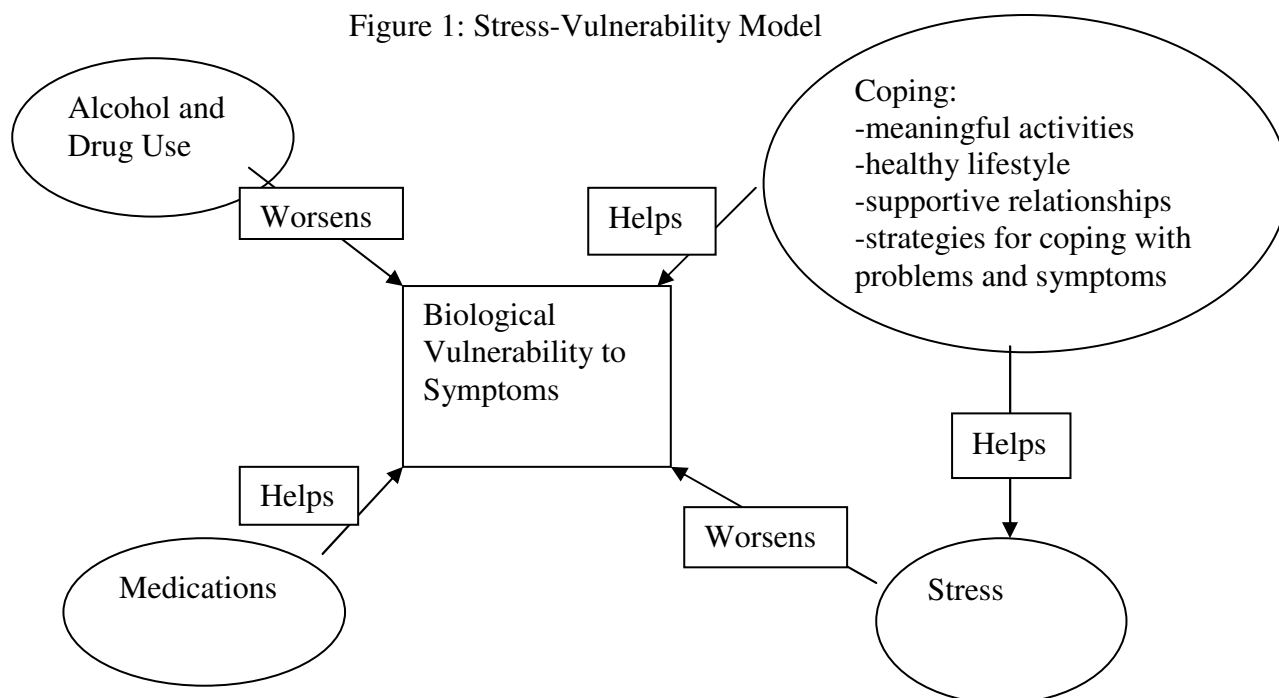 Figure 1: Stress-Vulnerability Model
Alcohol and
Drug Use
Coping:
-meaningful activities
-healthy lifestyle
-supportive relationships
-strategies for coping with
problems and symptoms
Worsens
Helps
Biological
Vulnerability to
Symptoms
Helps
Helps
Worsens
Medications
Stress